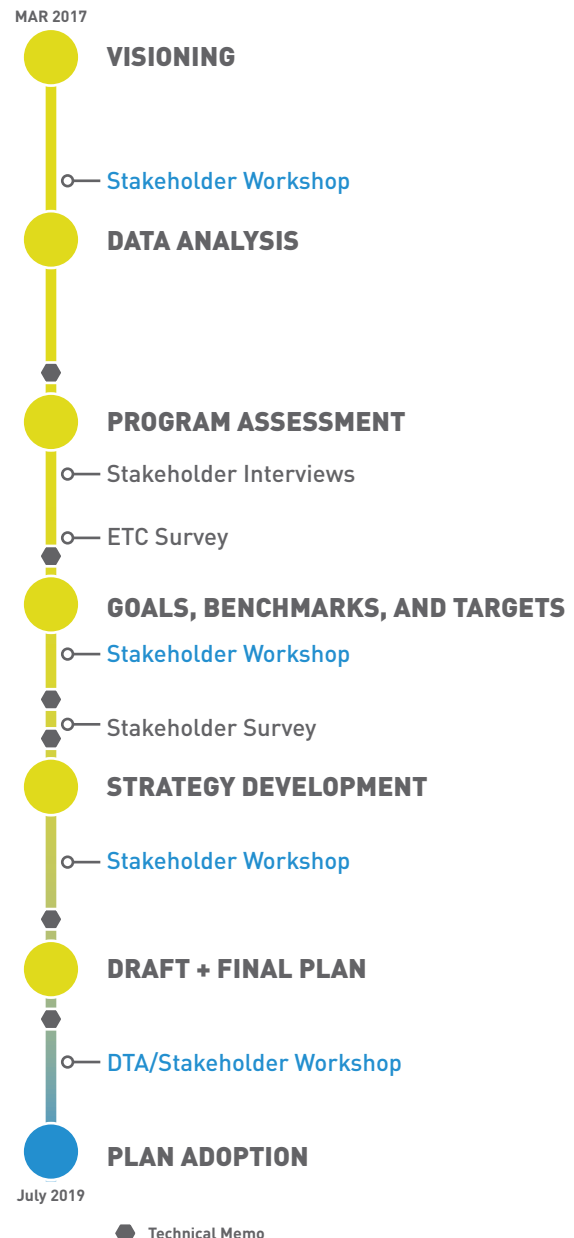 MAR 2017
VISIONING
Stakeholder Workshop
DATA ANALYSIS
PROGRAM ASSESSMENT
Stakeholder Interviews
ETC Survey
GOALS, BENCHMARKS, AND TARGETS
Stakeholder Workshop
Stakeholder Survey
STRATEGY DEVELOPMENT
Stakeholder Workshop
DRAFT + FINAL PLAN
DTA/Stakeholder Workshop
PLAN ADOPTION
July 2019
Technical Memo